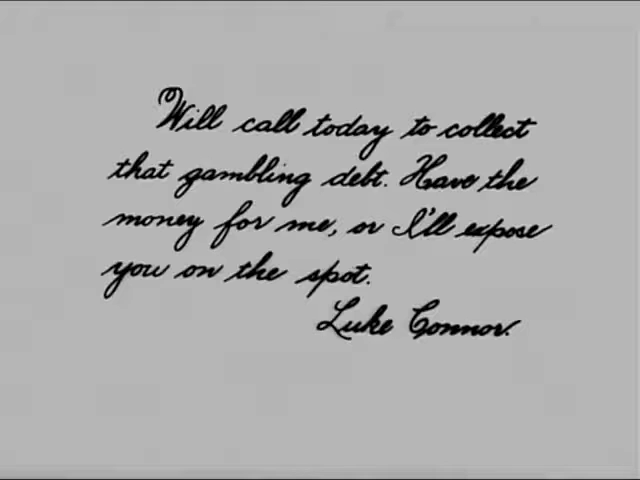 Will call today to collect
that gambling debt. Have the
money for me, or I'll expose
you on the spot.
Luke Connor.